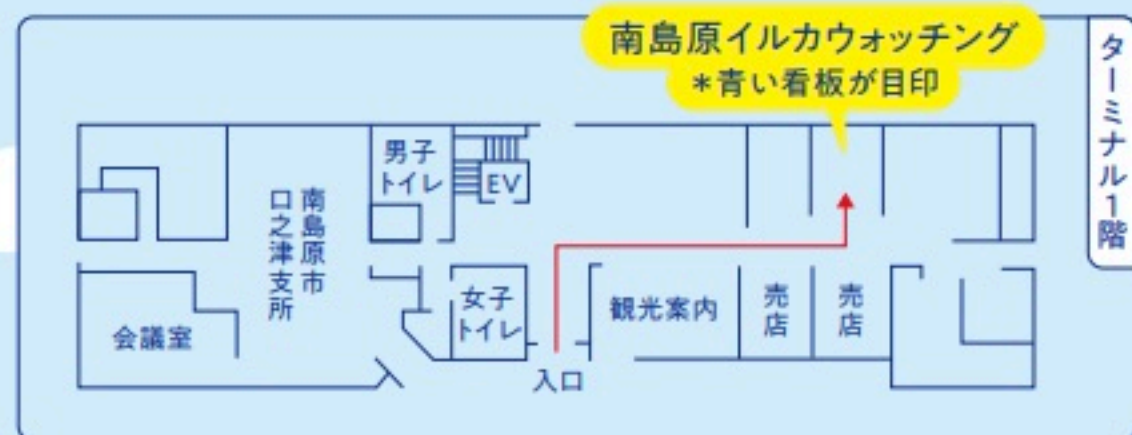 南島原イルカウォッチング
*青い看板が目印
ターミナル1階
男子
トイレ
EV
南島原市
口之津支所
会議室
女子
トイレ
観光案内
売店
売店
入口